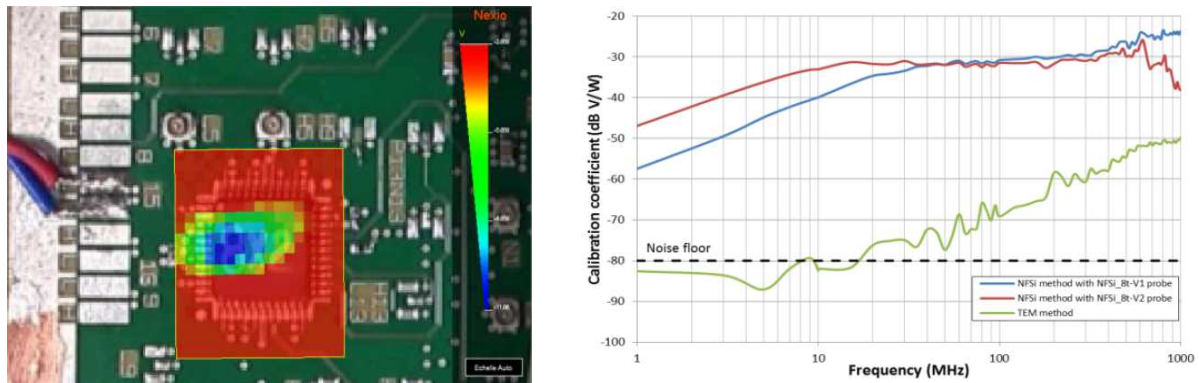 Nexio
V
Echelle Auto
Calibration coefficient (dB V/W)
-20
-30
-40
-50
-60
-70
-80
-90
-100
Noise floor
NFSi method with NFSi_8t-V1 probe
NFSi method with NFSi_8t-V2 probe
TEM method
1
10
100
1000
Frequency (MHz)